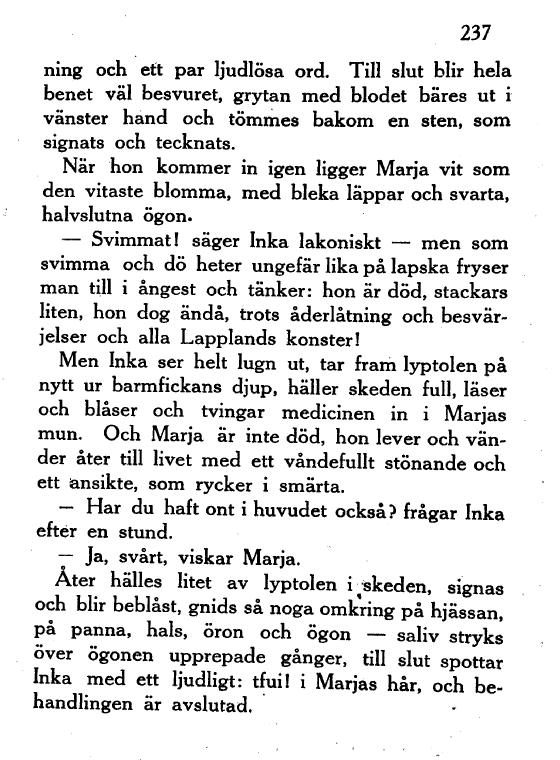 237
ning och ett par ljudlösa ord. Till slut blir hela
benet väl besvuret, grytan med blodet bäres ut i
vänster hand och tömmes bakom en sten, som
signats och tecknats.
När hon kommer in igen ligger Marja vit som
den vitaste blomma, med bleka läppar och svarta,
halvslutna ögon.
— Svimmat! säger Inka lakoniskt — men som
svimma och dö heter ungefär lika på lapska fryser
man till i ångest och tänker: hon är död, stackars
liten, hon dog ändå, trots åderlåtning och besvär-
jelser och alla Lapplands konster!
Men Inka ser helt lugn ut, tar fram lyptolen på
nytt ur barmfickans djup, häller skeden full, läser
och blåser och tvingar medicinen in i Marjas
mun. Och Marja är inte död, hon lever och vän-
der åter till livet med ett våndefullt stönande och
ett ansikte, som rycker i smärta.
— Har du haft ont i huvudet också? frågar Inka
efter en stund.
— Ja, svårt, viskar Marja.
Åter hälles litet av lyptolen i skeden, signas
och blir beblåst, gnids så noga omkring på hjässan,
på panna, hals, öron och ögon — saliv stryks
över ögonen upprepade gånger, till slut spottar
Inka med ett ljudligt: tfui! i Marjas hår, och be-
handlingen är avslutad.